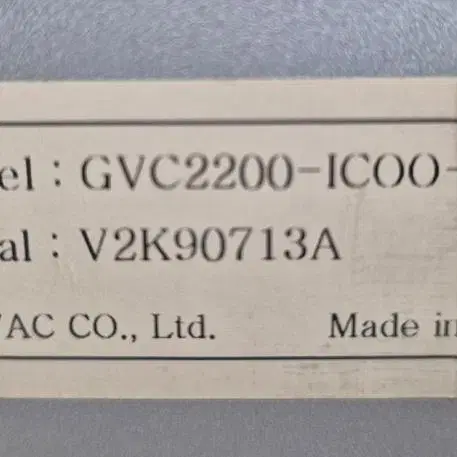 el : GVC2200-ICOO-
al : V2K90713A
AC CO., Ltd. Made in